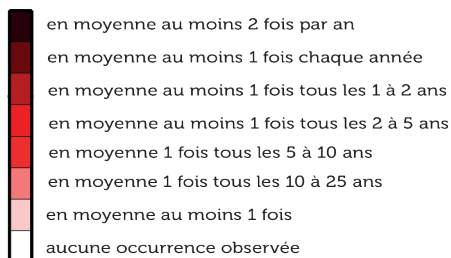 en moyenne au moins 2 fois par an
en moyenne au moins 1 fois chaque année
en moyenne au moins 1 fois tous les 1 à 2 ans
en moyenne au moins 1 fois tous les 2 à 5 ans
en moyenne 1 fois tous les 5 à 10 ans
en moyenne 1 fois tous les 10 à 25 ans
en moyenne au moins 1 fois
aucune occurrence observée